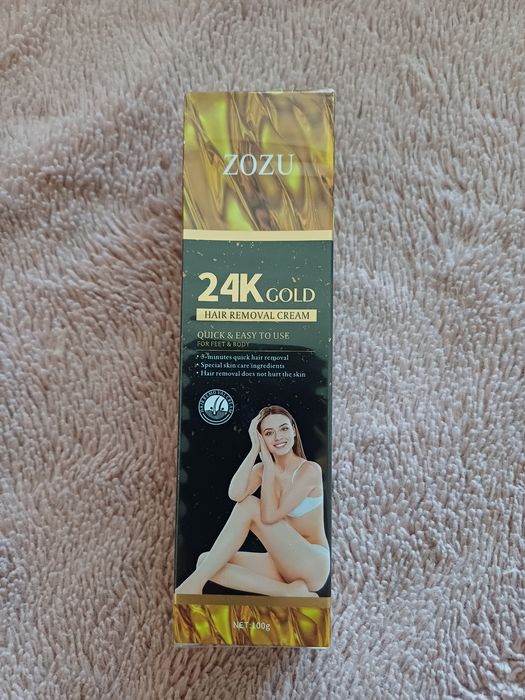 ZOZU
24K GOLD
HAIR REMOVAL CREAM
QUICK & EASY TO USE
FOR FEET & BODY
• 3-minutes quick hair removal
• Special skin care ingredients
• Hair removal does not hurt the skin
NET:100g